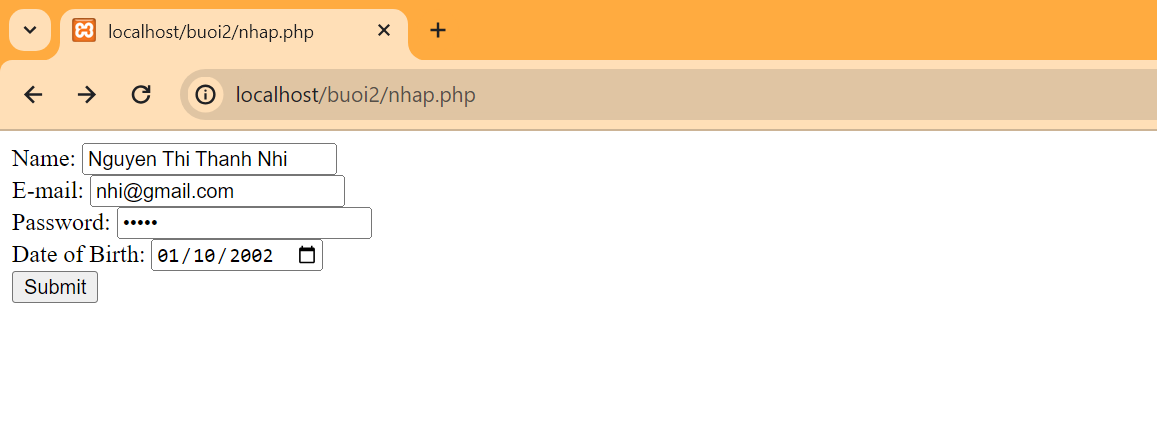 localhost/buoi2/nhap.php
localhost/buoi2/nhap.php
Name: Nguyen Thi Thanh Nhi
E-mail: nhi@gmail.com
Password: •••••
Date of Birth: 01/10/2002
Submit